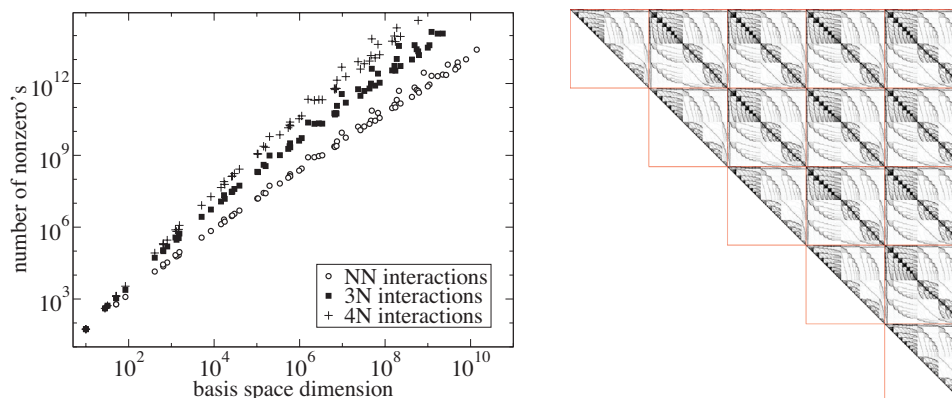 number of nonzero's
10^12
10^9
10^6
10^3
NN interactions
3N interactions
4N interactions
10^2 10^4 10^6 10^8 10^10
basis space dimension